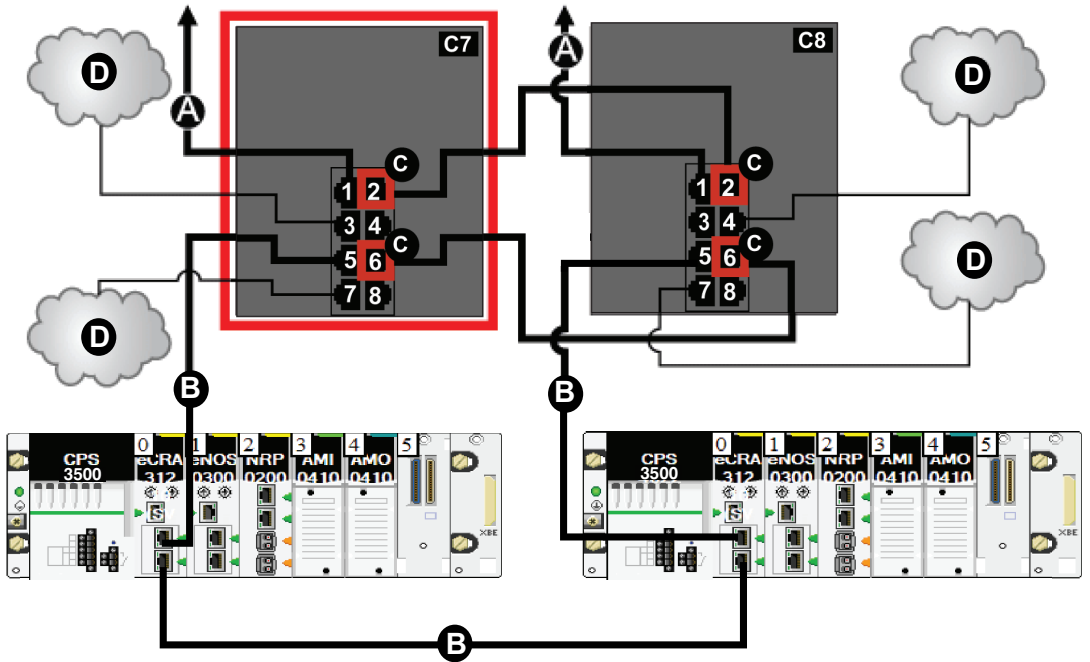 C7
C8
D
A
A
D
C
C
1 2
1 2
3 4
3 4
C
C
5 6
5 6
D
7 8
7 8
D
B
B
0 1 2 3 4 5
0 1 2 3 4 5
CPS
3500
eCRA
312
eNOS
0300
NRP
0200
AMI
0410
AMO
0410
CPS
3500
eCRA
312
eNOS
0300
NRP
0200
AMI
0410
AMO
0410
XBE
XBE
B